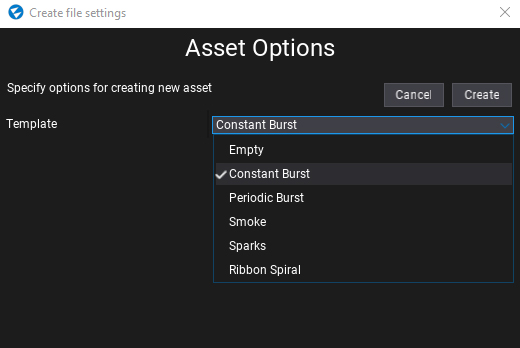 Create file settings
Asset Options
Specify options for creating new asset
Cancel
Create
Template
Constant Burst
Empty
Constant Burst
Periodic Burst
Smoke
Sparks
Ribbon Spiral